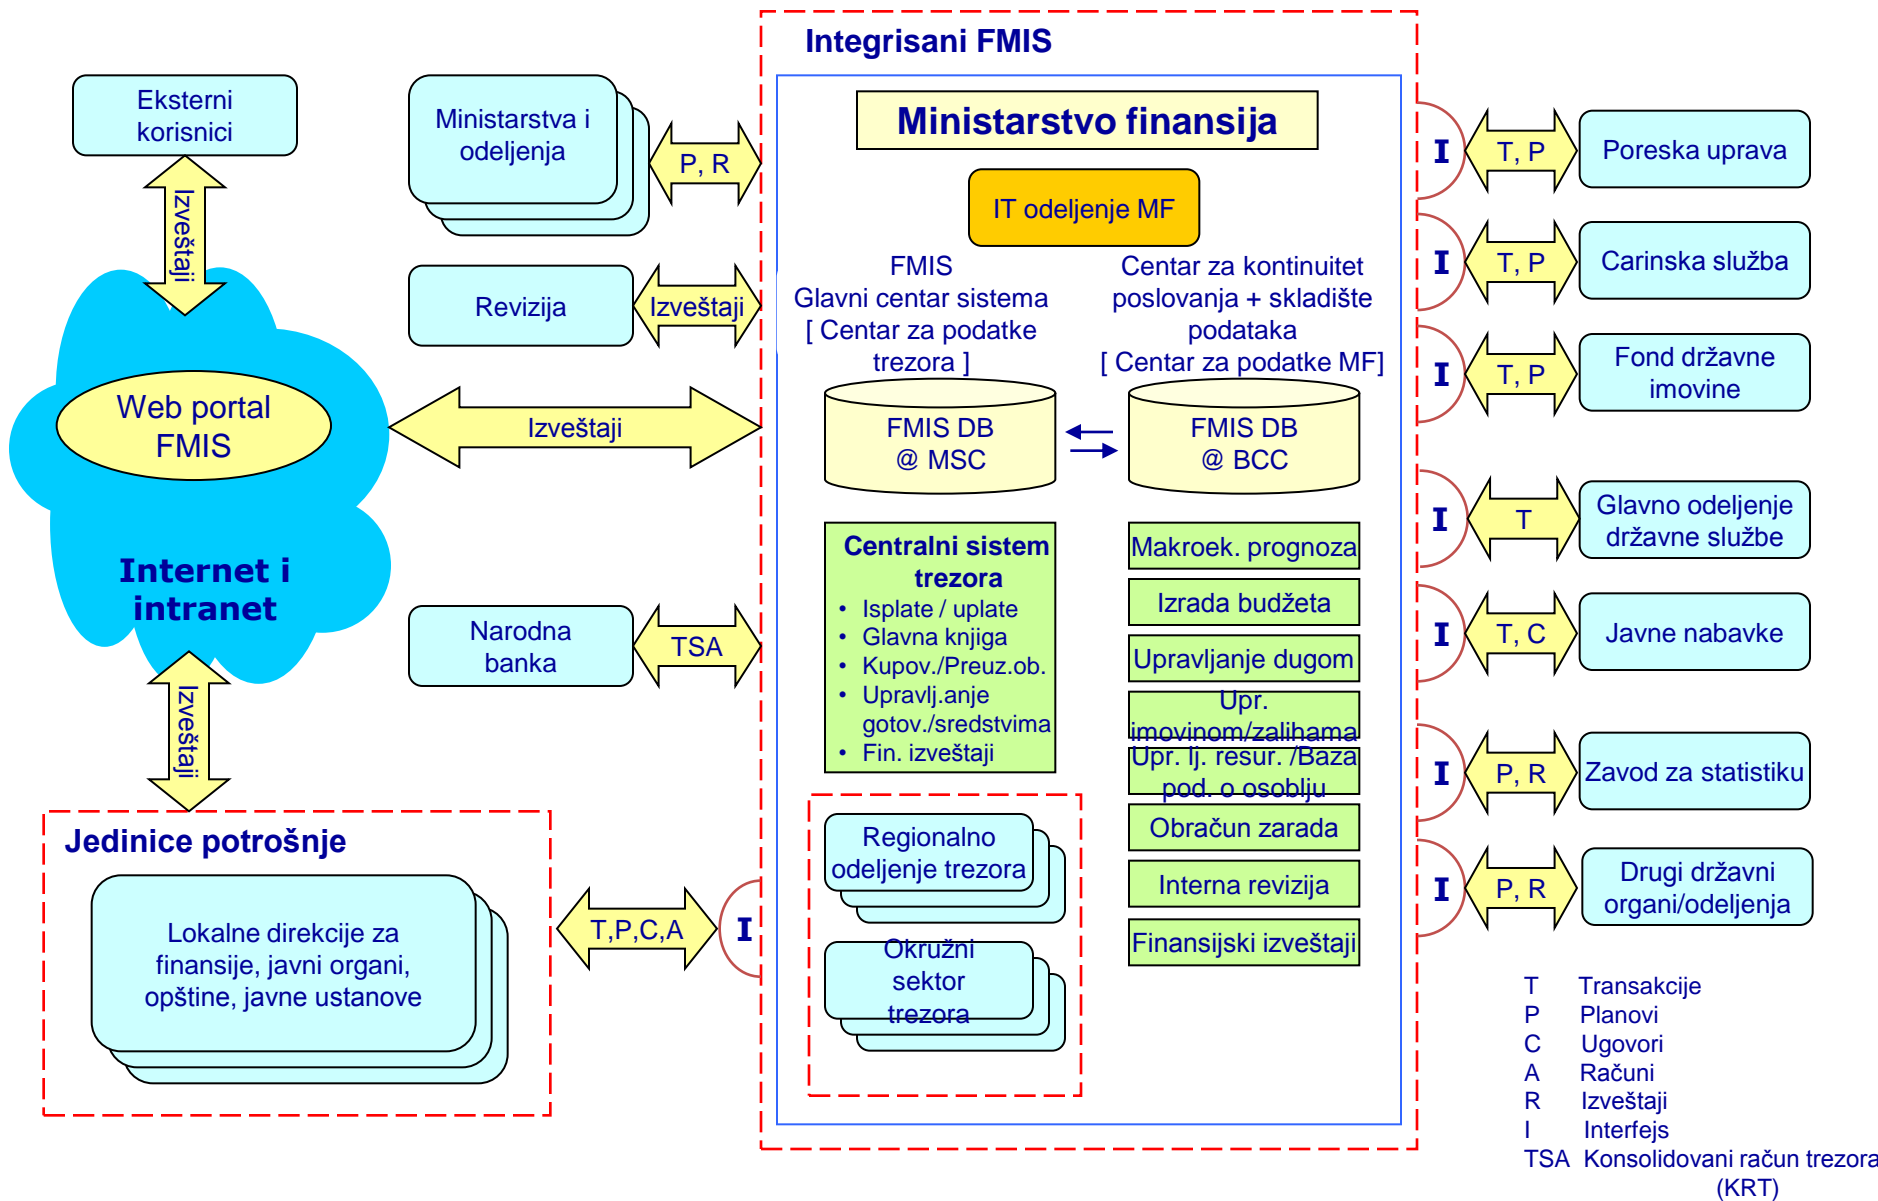 Integrisani FMIS
Eksterni
korisnici
Izveštaji
Web portal
FMIS
Internet i
intranet
Izveštaji
Ministarstva i
odeljenja
P, R
Revizija
Izveštaji
Izveštaji
Narodna
banka
TSA
Jedinice potrošnje
Lokalne direkcije za
finansije, javni organi,
opštine, javne ustanove
T,P,C,A
I
Ministarstvo finansija
IT odeljenje MF
FMIS
Glavni centar sistema
[ Centar za podatke
trezora ]
FMIS DB
@ MSC
Centar za kontinuitet
poslovanja + skladište
podataka
[ Centar za podatke MF]
FMIS DB
@ BCC
Centralni sistem
trezora
• Isplate / uplate
• Glavna knjiga
• Kupov./Preuz.ob.
• Upravlj.anje
gotov./sredstvima
• Fin. izveštaji
Regionalno
odeljenje trezora
Okružni
sektor
trezora
Makroek. prognoza
Izrada budžeta
Upravljanje dugom
Upr.
imovinom/zalihama
Upr. lj. resur. /Baza
pod. o osoblju
Obračun zarada
Interna revizija
Finansijski izveštaji
I
T, P
Poreska uprava
I
T, P
Carinska služba
I
T, P
Fond državne
imovine
I
T
Glavno odeljenje
državne službe
I
T, C
Javne nabavke
I
P, R
Zavod za statistiku
I
P, R
Drugi državni
organi/odeljenja
T Transakcije
P Planovi
C Ugovori
A Računi
R Izveštaji
I Interfejs
TSA Konsolidovani račun trezora
(KRT)